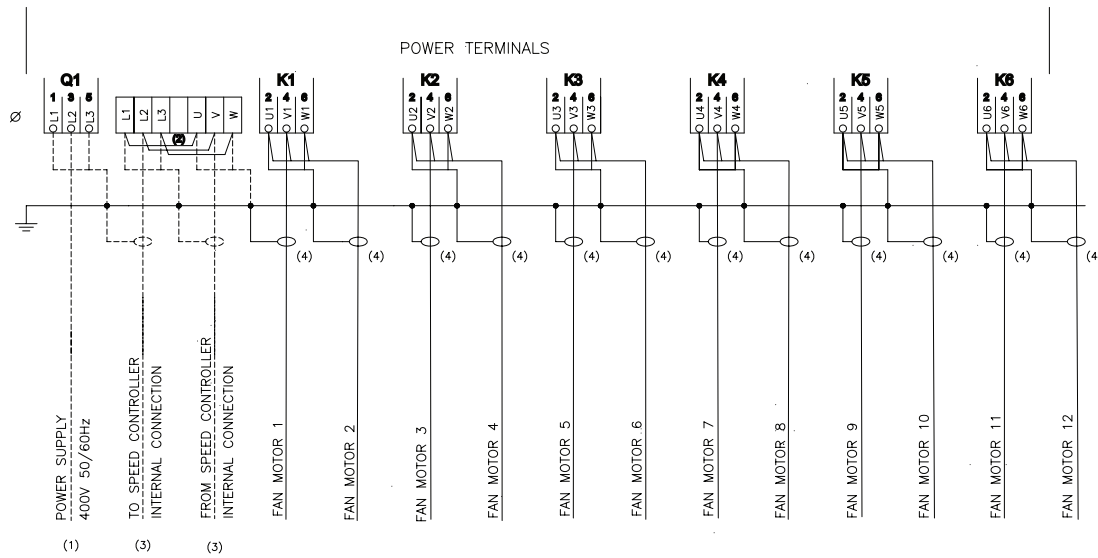 POWER TERMINALS
Q1
K1
K2
K3
K4
K5
K6
1 3 5
2 4 6
2 4 6
2 4 6
2 4 6
2 4 6
2 4 6
L1 L2 L3
L1 L2 L3 U V W
U1 V1 W1
U2 V2 W2
U3 V3 W3
U4 V4 W4
U5 V5 W5
U6 V6 W6
Ø
(2)
(4)
(4)
(4)
(4)
(4)
(4)
(4)
(4)
(4)
(4)
(4)
(4
POWER SUPPLY
400V 50/60Hz
TO SPEED CONTROLLER
INTERNAL CONNECTION
FROM SPEED CONTROLLER
INTERNAL CONNECTION
FAN MOTOR 1
FAN MOTOR 2
FAN MOTOR 3
FAN MOTOR 4
FAN MOTOR 5
FAN MOTOR 6
FAN MOTOR 7
FAN MOTOR 8
FAN MOTOR 9
FAN MOTOR 10
FAN MOTOR 11
FAN MOTOR 12
(1)
(3)
(3)